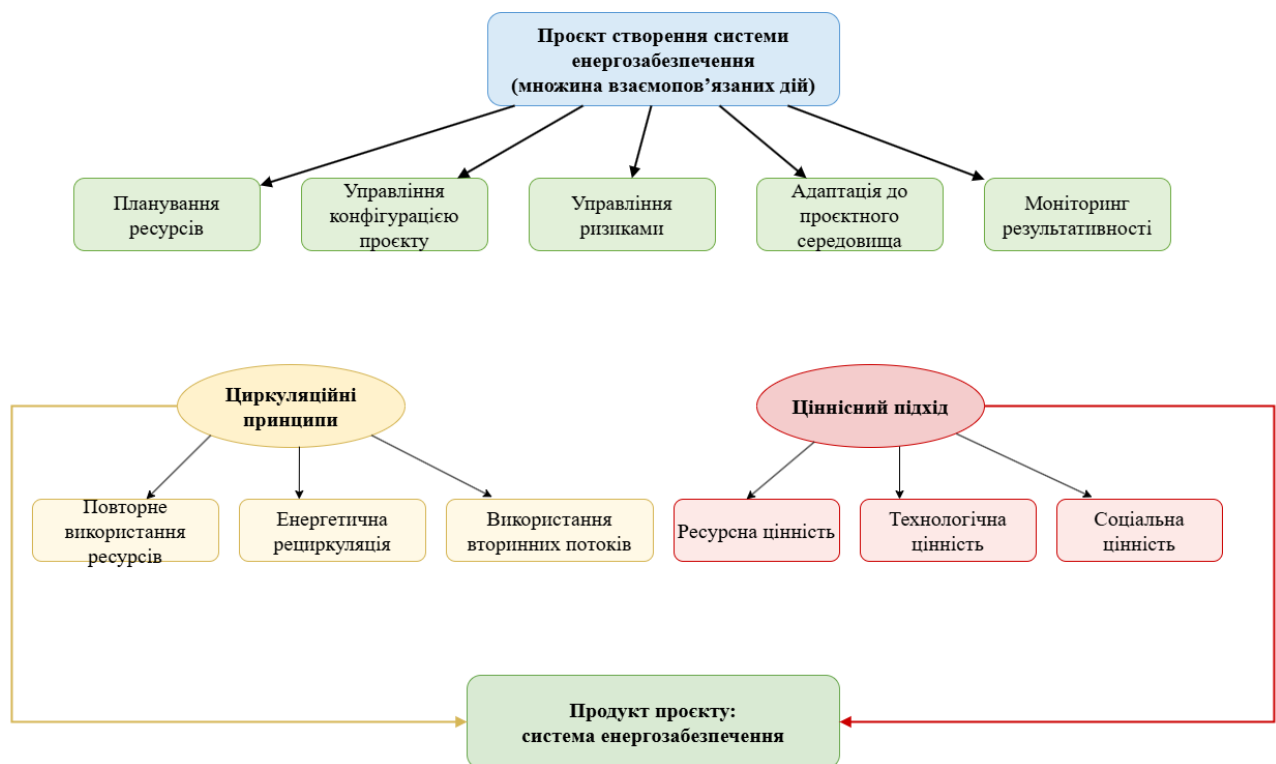 Проєкт створення системи
енергозабезпечення
(множина взаємопов’язаних дій)
Планування
ресурсів
Управління
конфігурацією
проєкту
Управління
ризиками
Адаптація до
проєктного
середовища
Моніторинг
результативності
Циркуляційні
принципи
Ціннісний підхід
Повторне
використання
ресурсів
Енергетична
рециркуляція
Використання
вторинних потоків
Ресурсна цінність
Технологічна
цінність
Соціальна
цінність
Продукт проєкту:
система енергозабезпечення